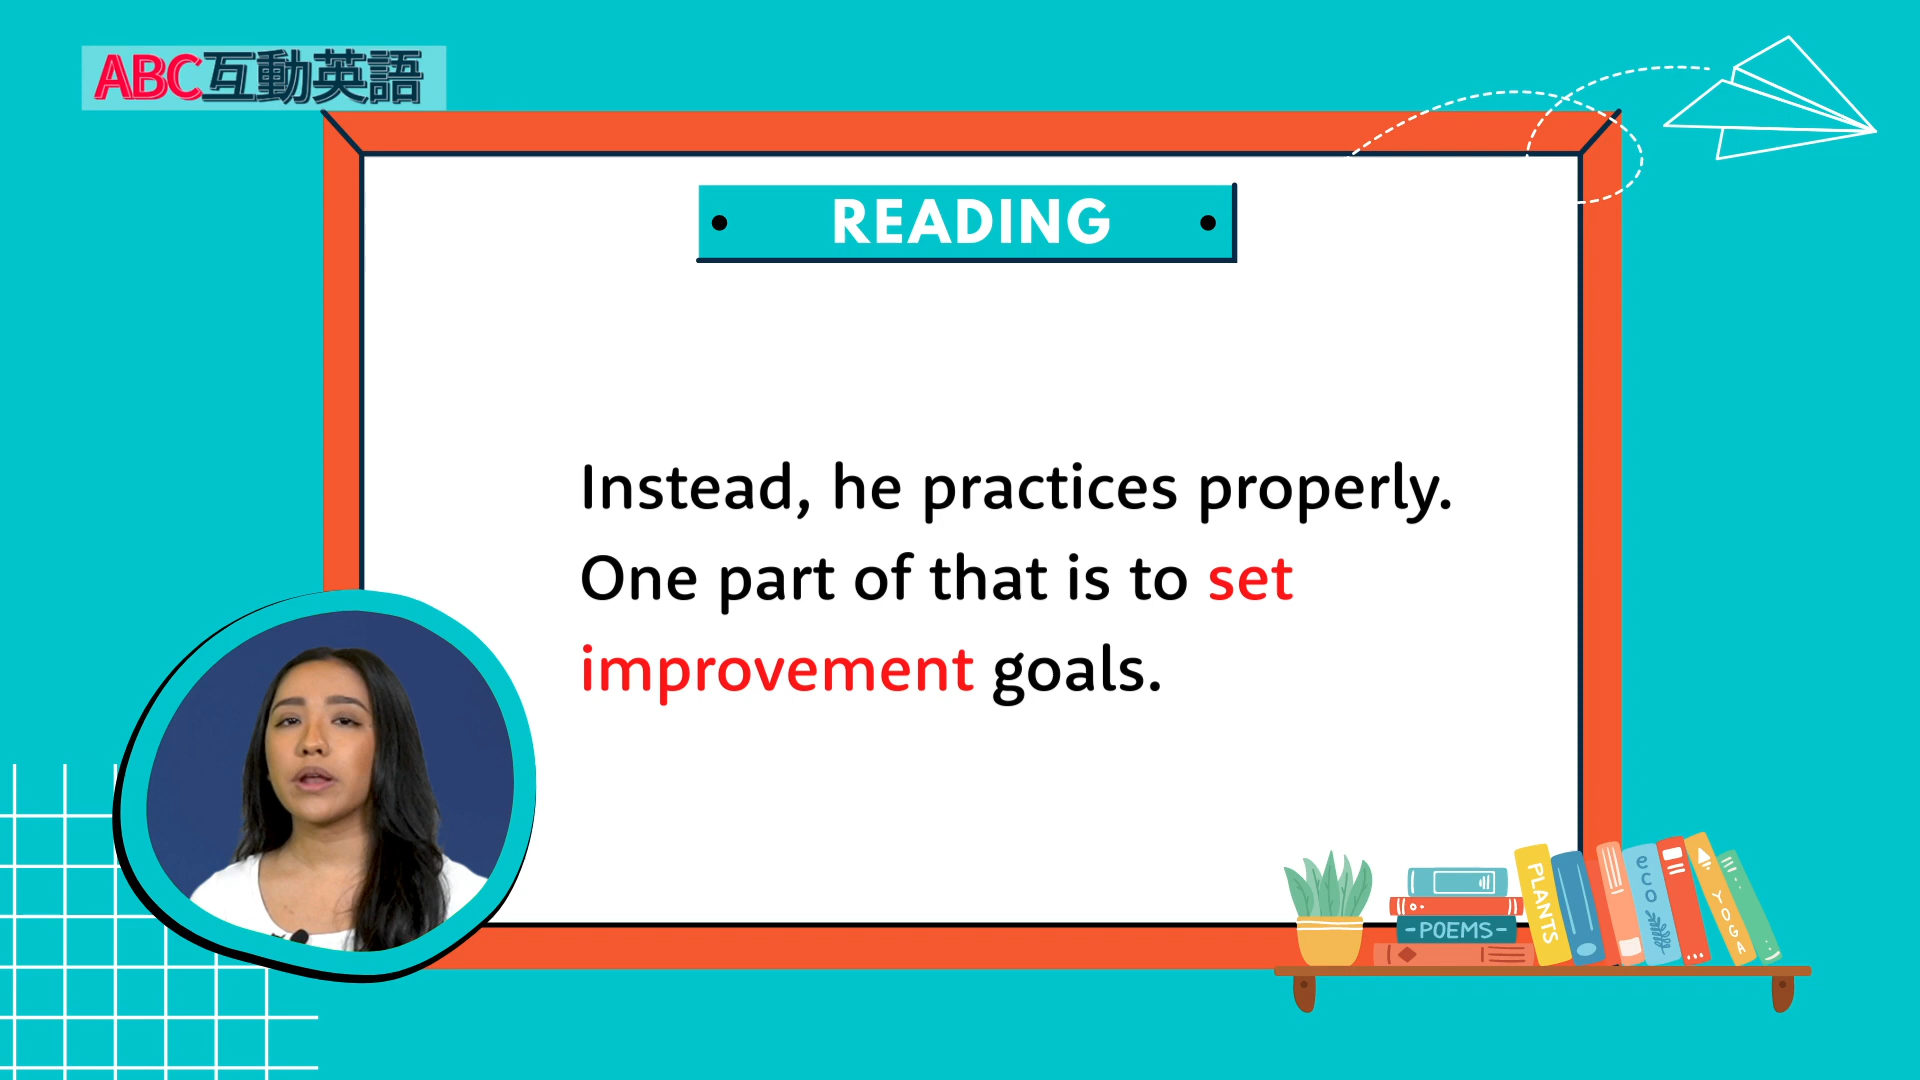 ABC互動英語
READING
Instead, he practices properly.
One part of that is to set
improvement goals.
POEMS
PLANTS
eco
YOGA